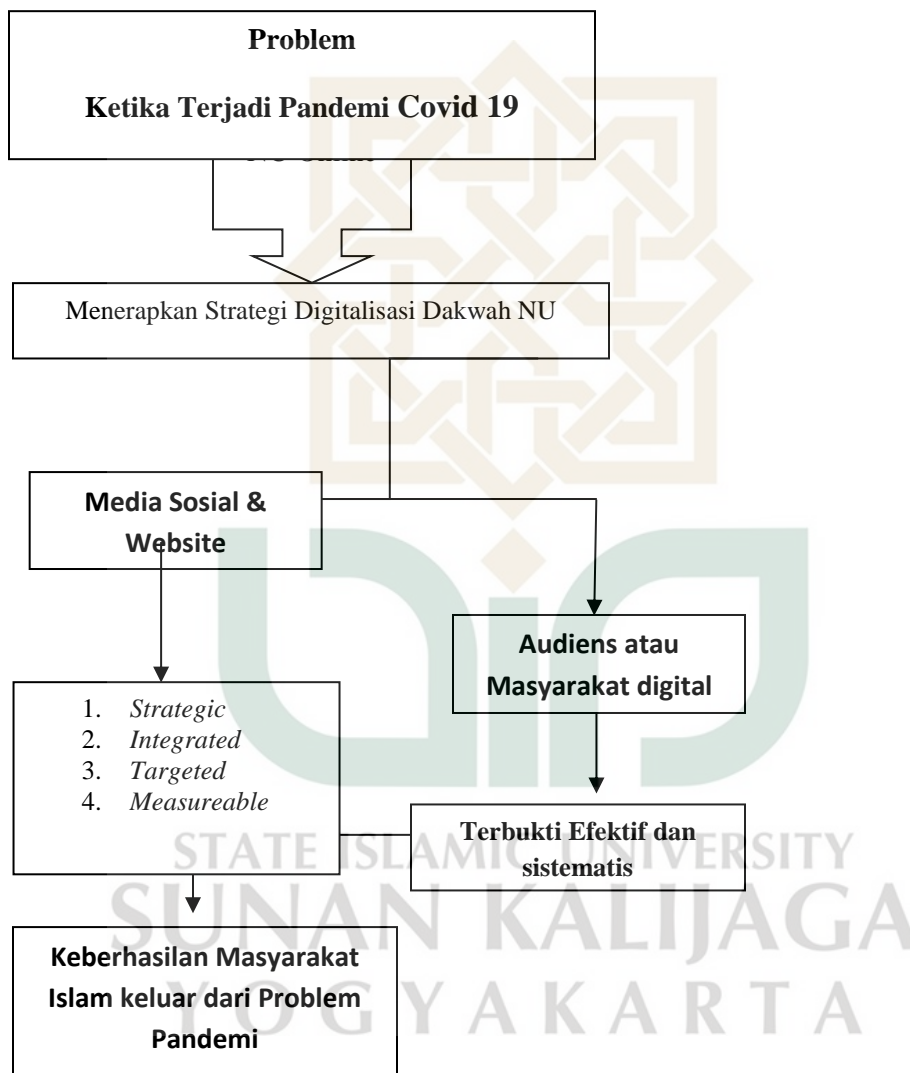 Problem
Ketika Terjadi Pandemi Covid 19
Menerapkan Strategi Digitalisasi Dakwah NU
Media Sosial &
Website
Audiens atau
Masyarakat digital
1. Strategic
2. Integrated
3. Targeted
4. Measureable
Terbukti Efektif dan
sistematis
Keberhasilan Masyarakat
Islam keluar dari Problem
Pandemi
STATE ISLAMIC UNIVERSITY
SUNAN KALIJAGA
YOGYAKARTA